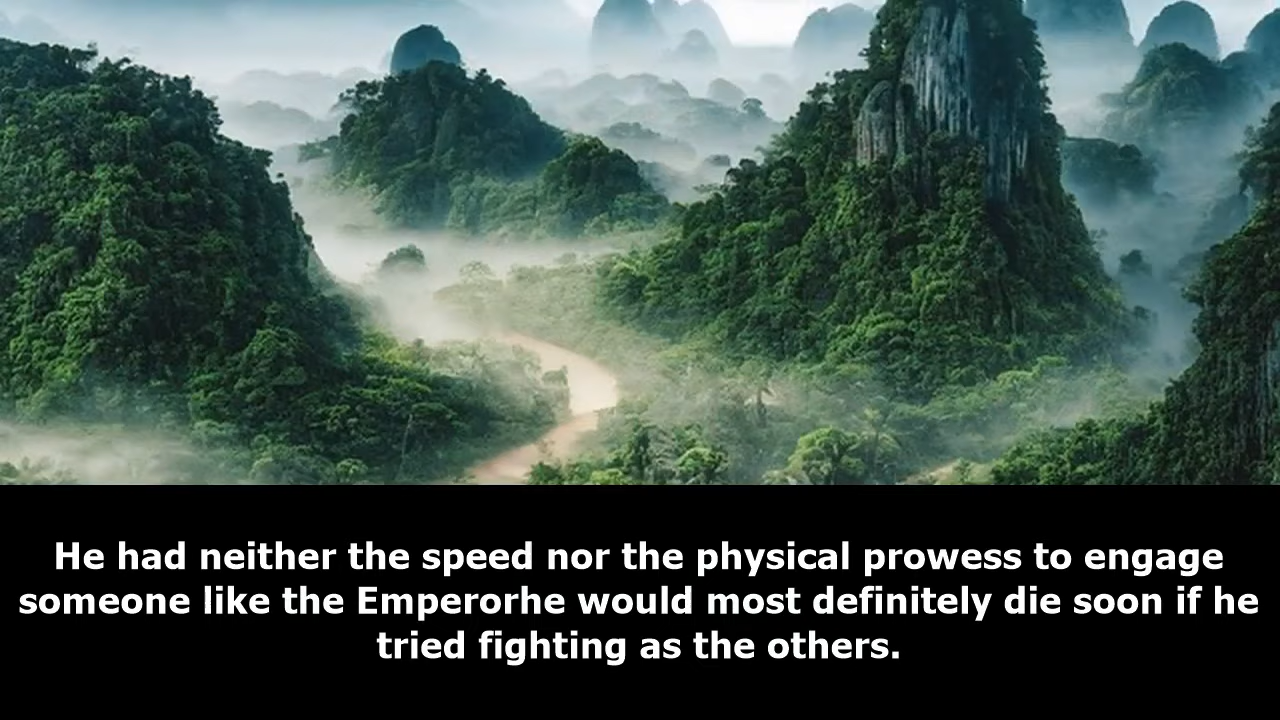 He had neither the speed nor the physical prowess to engage
someone like the Emperorhe would most definitely die soon if he
tried fighting as the others.